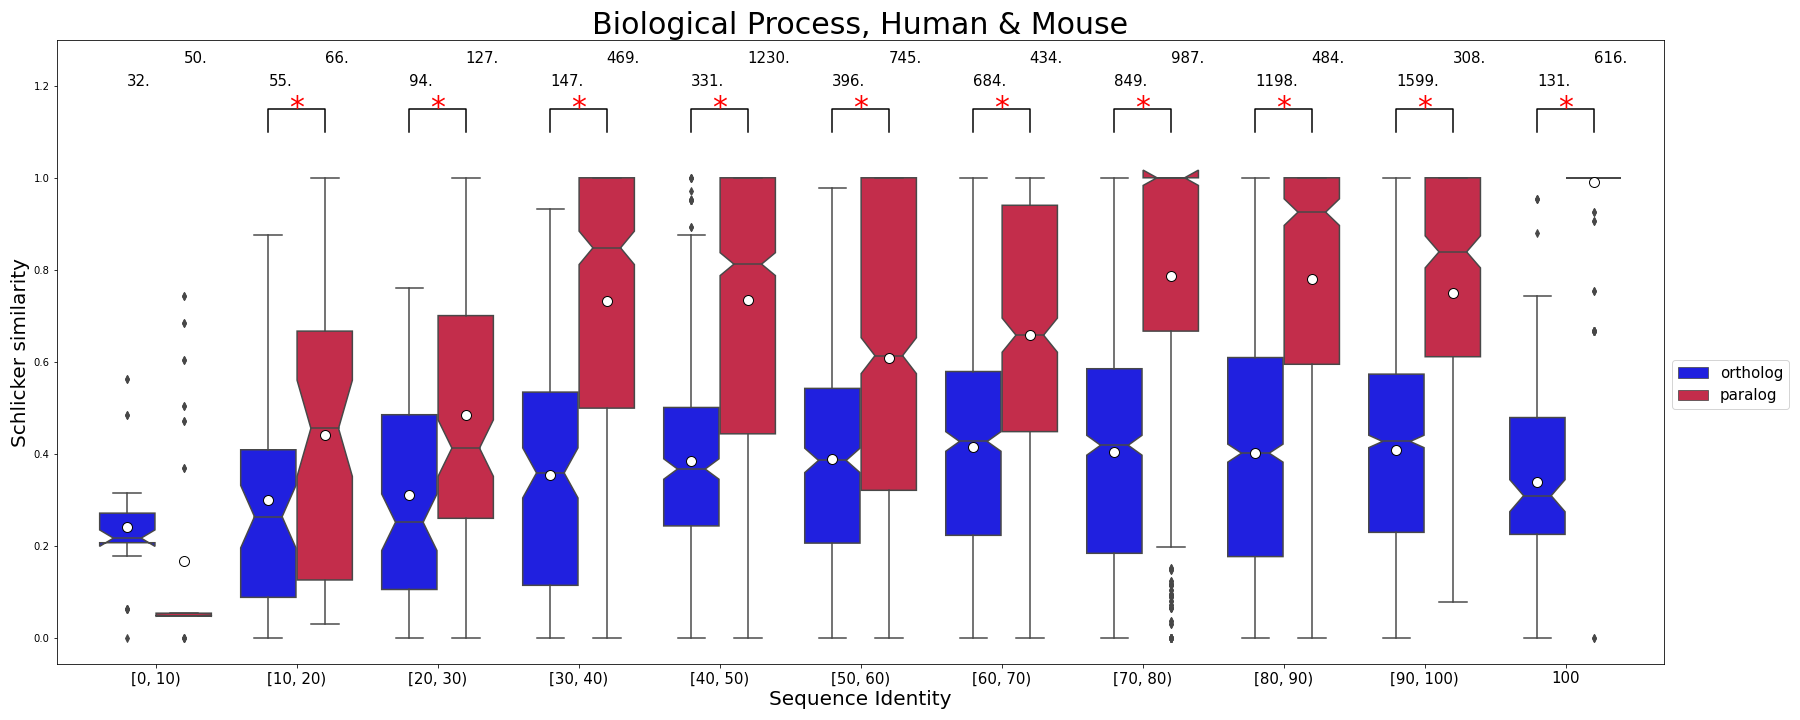 Biological Process, Human & Mouse
50. 66. 127. 469. 1230. 745. 434. 987. 484. 308. 616.
32. 55. 94. 147. 331. 396. 684. 849. 1198. 1599. 131.
* * * * * * * * * *
1.2
1.0
0.8
0.6
0.4
0.2
0.0
Schlicker similarity
ortholog
paralog
[0, 10) [10, 20) [20, 30) [30, 40) [40, 50) [50, 60) [60, 70) [70, 80) [80, 90) [90, 100) 100
Sequence Identity